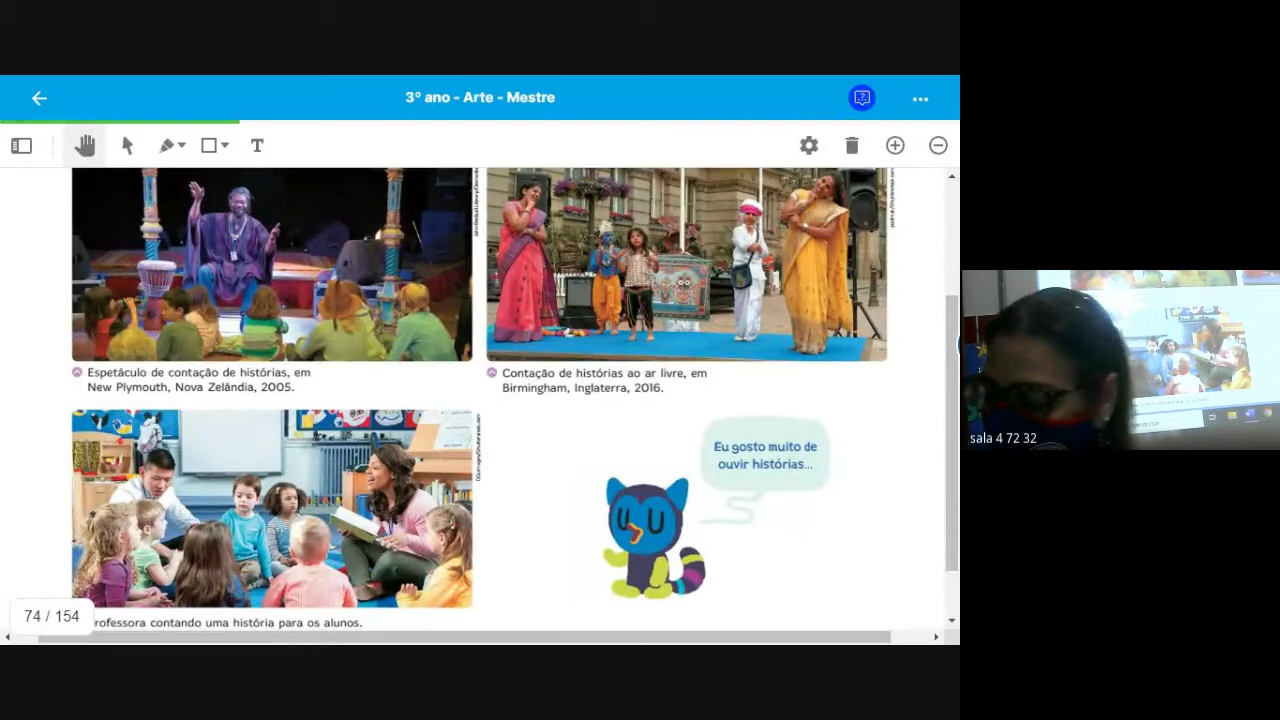 3º ano - Arte - Mestre
T
Espetáculo de contação de histórias, em
New Plymouth, Nova Zelândia, 2005.
Contação de histórias ao ar livre, em
Birmingham, Inglaterra, 2016.
Eu gosto muito de
ouvir histórias...
74 / 154
rofessora contando uma história para os alunos.
sala 4 72 32